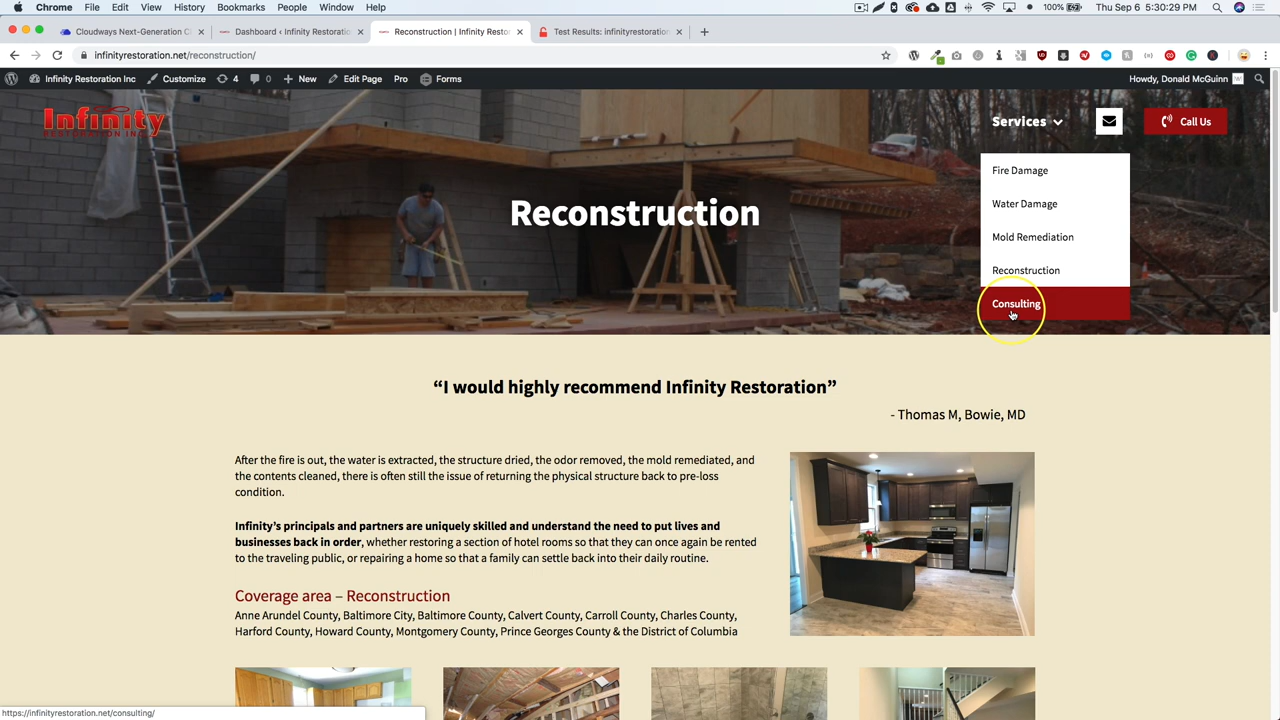 Chrome File Edit View History Bookmarks People Window Help 100% Thu Sep 6 5:30:29 PM
Cloudways Next-Generation C Dashboard ‹ Infinity Restoration Reconstruction | Infinity Resto Test Results: infinityrestoration
infinityrestoration.net/reconstruction/
Infinity Restoration Inc Customize 4 0 New Edit Page Pro Forms Howdy, Donald McGuinn
Infinity
RESTORATION INC.
Services Call Us
Fire Damage
Water Damage
Mold Remediation
Reconstruction
Consulting
Reconstruction
“I would highly recommend Infinity Restoration”
- Thomas M, Bowie, MD
After the fire is out, the water is extracted, the structure dried, the odor removed, the mold remediated, and
the contents cleaned, there is often still the issue of returning the physical structure back to pre-loss
condition.
Infinity’s principals and partners are uniquely skilled and understand the need to put lives and
businesses back in order, whether restoring a section of hotel rooms so that they can once again be rented
to the traveling public, or repairing a home so that a family can settle back into their daily routine.
Coverage area – Reconstruction
Anne Arundel County, Baltimore City, Baltimore County, Calvert County, Carroll County, Charles County,
Harford County, Howard County, Montgomery County, Prince Georges County & the District of Columbia
https://infinityrestoration.net/consulting/